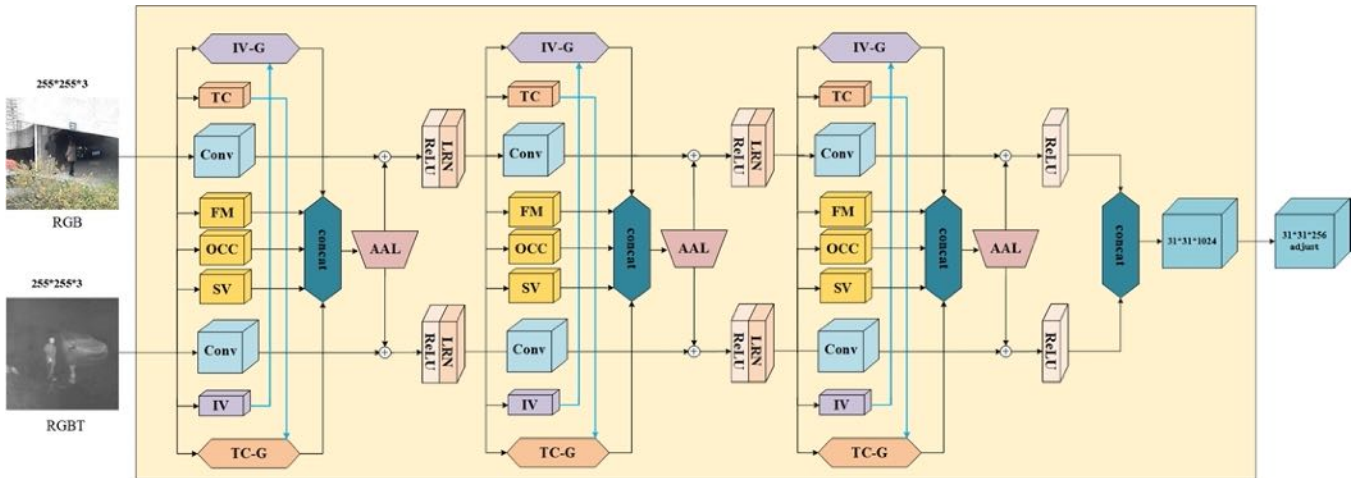 255*255*3
RGB
255*255*3
RGBT
IV-G
TC
Conv
FM
OCC
SV
Conv
IV
TC-G
concat
AAL
ReLU
LRN
ReLU
LRN
IV-G
TC
Conv
FM
OCC
SV
Conv
IV
TC-G
concat
AAL
ReLU
LRN
ReLU
LRN
IV-G
TC
Conv
FM
OCC
SV
Conv
IV
TC-G
concat
AAL
ReLU
ReLU
concat
31*31*1024
31*31*256
adjust